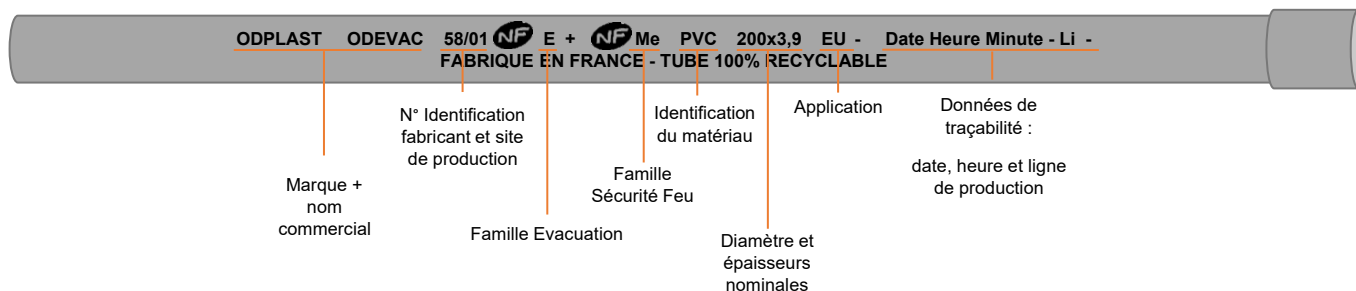 ODPLAST ODEVAC 58/01 NF E + NF Me PVC 200x3,9 EU - Date Heure Minute - Li -
FABRIQUE EN FRANCE - TUBE 100% RECYCLABLE
Marque +
nom
commercial
N° Identification
fabricant et site
de production
Famille Evacuation
Famille
Sécurité Feu
Identification
du matériau
Diamètre et
épaisseurs
nominales
Application
Données de
traçabilité :
date, heure et ligne
de production